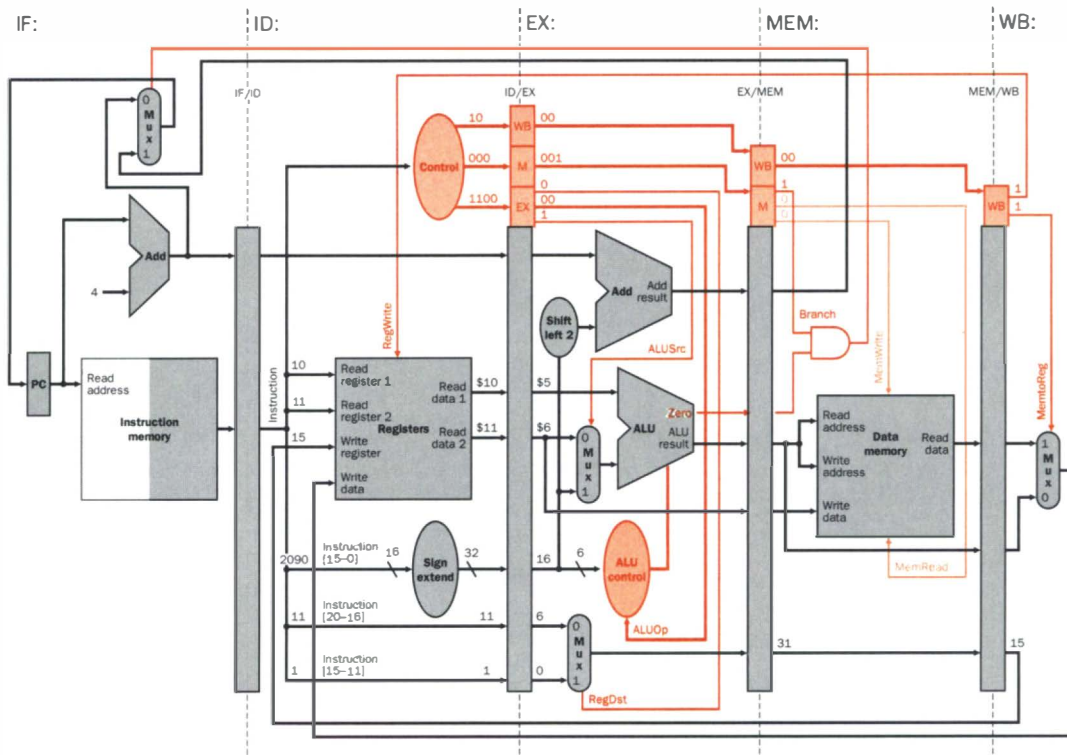 IF:
ID:
EX:
MEM:
WB:
IF/ID
ID/EX
EX/MEM
MEM/WB
0
Mux
1
10
WB
00
Control
000
M
001
WB
00
0
1100
EX
00
1
1
M
0
0
WB
1
1
Add
4
Add
Add
result
Shift
left 2
RegWrite
ALUSrc
Branch
MemWrite
MemtoReg
PC
Read
address
Instruction
memory
Instruction
10
Read
register 1
Read
data 1
$10
$5
11
Read
register 2
Registers
Read
data 2
$11
$6
15
Write
register
Write
data
0
Mux
1
Zero
ALU
ALU
result
Read
address
Write
address
Data
memory
Read
data
Write
data
1
Mux
0
2090
Instruction
[15–0]
16
Sign
extend
32
16
6
ALU
control
MemRead
11
Instruction
[20–16]
11
6
0
Mux
1
ALUOp
31
15
1
Instruction
[15–11]
1
0
RegDst